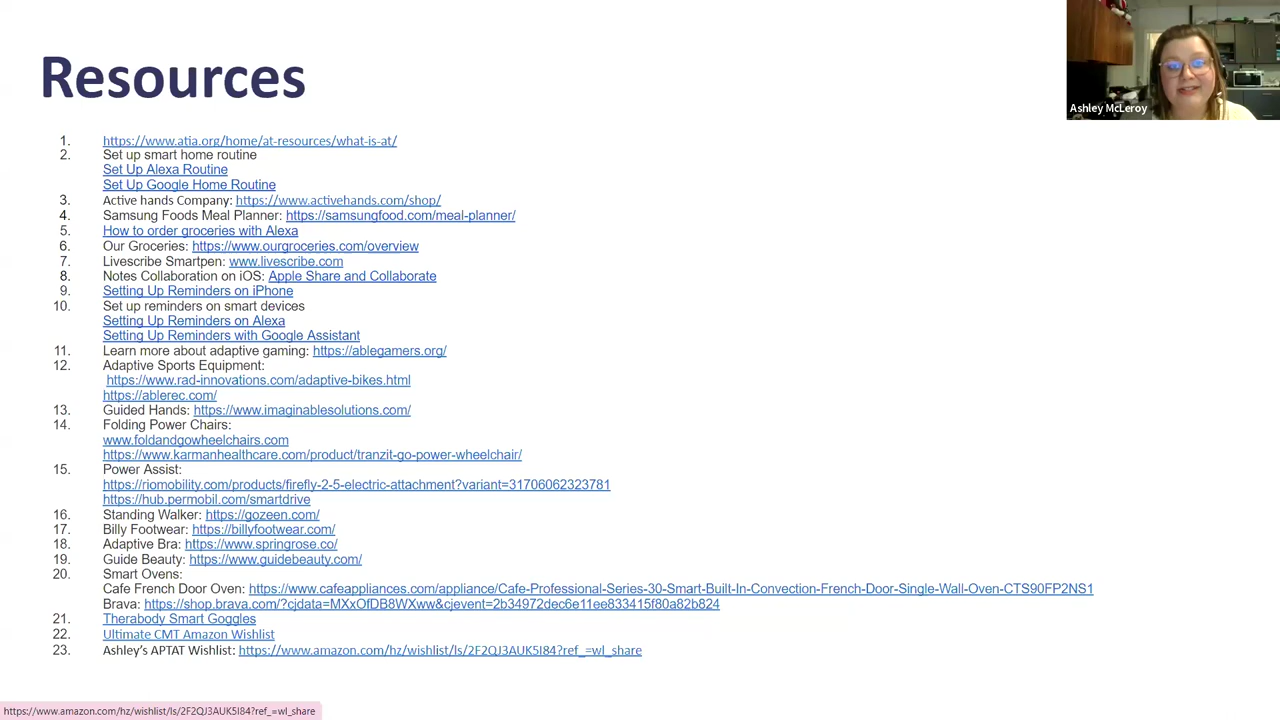 Resources
Ashley McLeroy
1. https://www.atia.org/home/at-resources/what-is-at/
2. Set up smart home routine
Set Up Alexa Routine
Set Up Google Home Routine
3. Active hands Company: https://www.activehands.com/shop/
4. Samsung Foods Meal Planner: https://samsungfood.com/meal-planner/
5. How to order groceries with Alexa
6. Our Groceries: https://www.ourgroceries.com/overview
7. Livescribe Smartpen: www.livescribe.com
8. Notes Collaboration on iOS: Apple Share and Collaborate
9. Setting Up Reminders on iPhone
10. Set up reminders on smart devices
Setting Up Reminders on Alexa
Setting Up Reminders with Google Assistant
11. Learn more about adaptive gaming: https://ablegamers.org/
12. Adaptive Sports Equipment:
https://www.rad-innovations.com/adaptive-bikes.html
https://ablerec.com/
13. Guided Hands: https://www.imaginablesolutions.com/
14. Folding Power Chairs:
www.foldandgowheelchairs.com
https://www.karmanhealthcare.com/product/tranzit-go-power-wheelchair/
15. Power Assist:
https://riomobility.com/products/firefly-2-5-electric-attachment?variant=31706062323781
https://hub.permobil.com/smartdrive
16. Standing Walker: https://gozeen.com/
17. Billy Footwear: https://billyfootwear.com/
18. Adaptive Bra: https://www.springrose.co/
19. Guide Beauty: https://www.guidebeauty.com/
20. Smart Ovens:
Cafe French Door Oven: https://www.cafeappliances.com/appliance/Cafe-Professional-Series-30-Smart-Built-In-Convection-French-Door-Single-Wall-Oven-CTS90FP2NS1
Brava: https://shop.brava.com/?cjdata=MXxOfDB8WXww&cjevent=2b34972dec6e11ee833415f80a82b824
21. Therabody Smart Goggles
22. Ultimate CMT Amazon Wishlist
23. Ashley's APTAT Wishlist: https://www.amazon.com/hz/wishlist/ls/2F2QJ3AUK5I84?ref_=wl_share
https://www.amazon.com/hz/wishlist/ls/2F2QJ3AUK5I84?ref_=wl_share